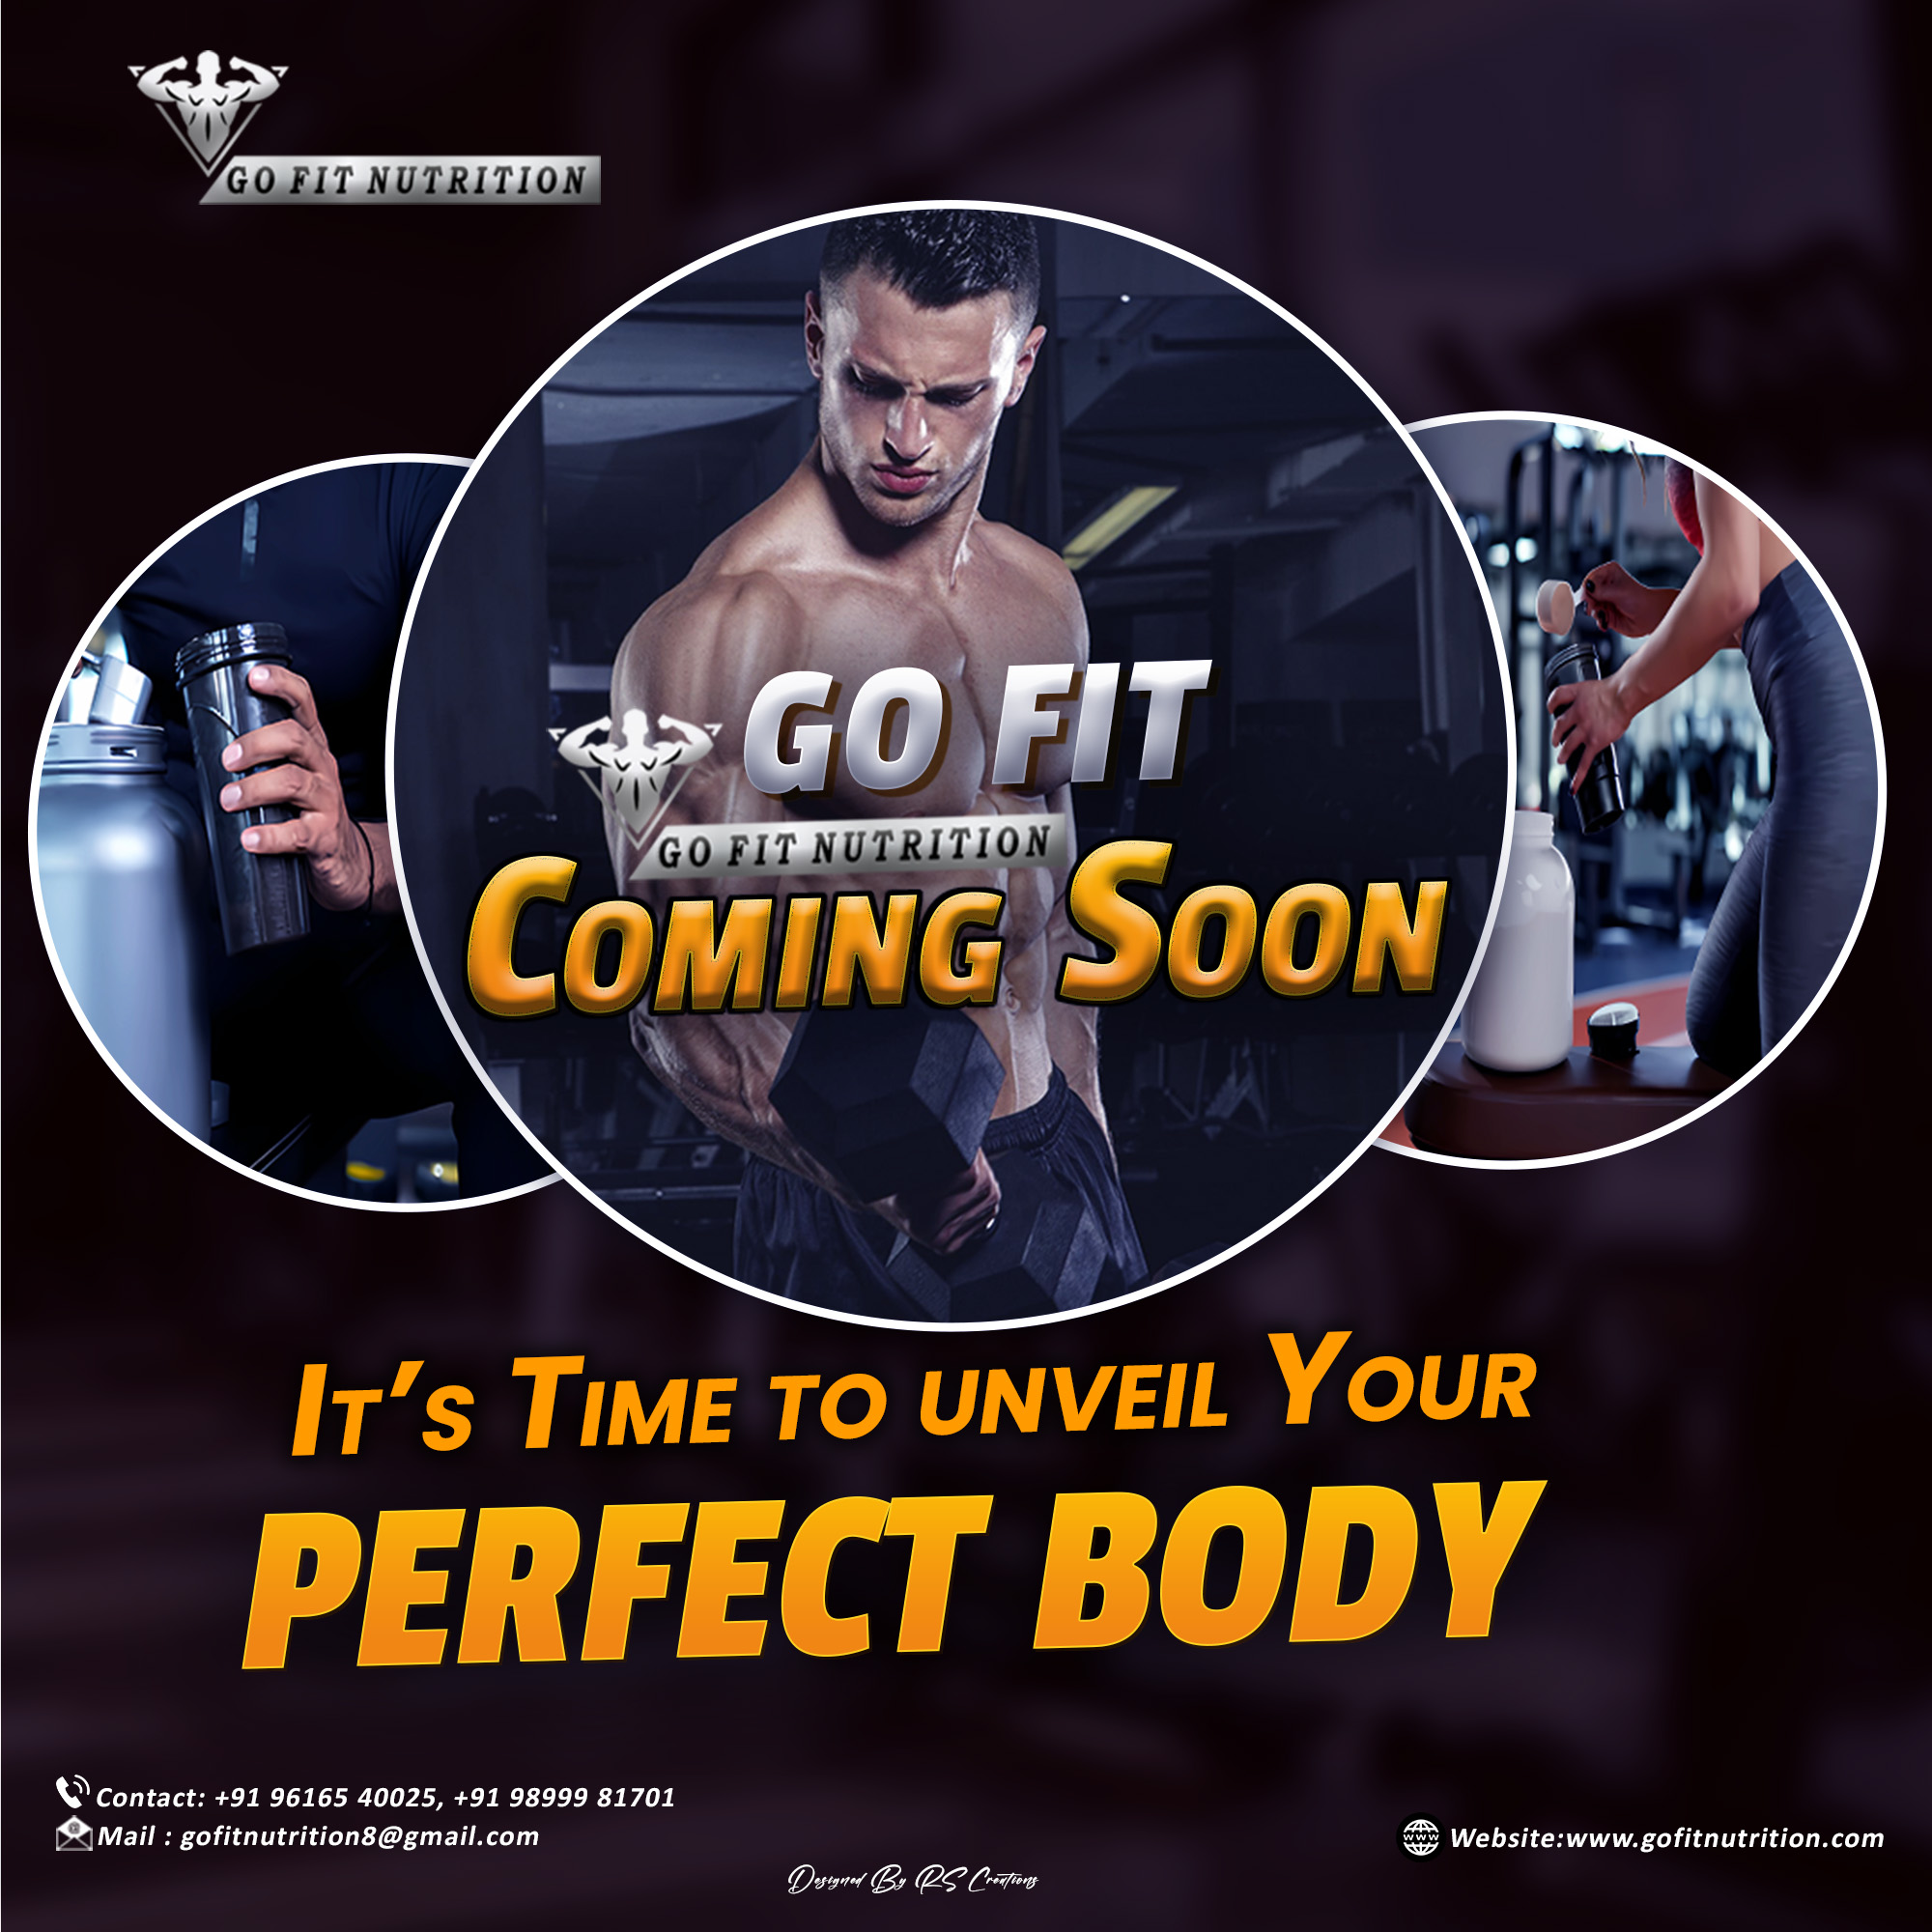 GO FIT NUTRITION
GO FIT
GO FIT NUTRITION
COMING SOON
IT'S TIME TO UNVEIL YOUR
PERFECT BODY
Contact: +91 96165 40025, +91 98999 81701
Mail : gofitnutrition8@gmail.com
www Website:www.gofitnutrition.com
Designed By RS Creations